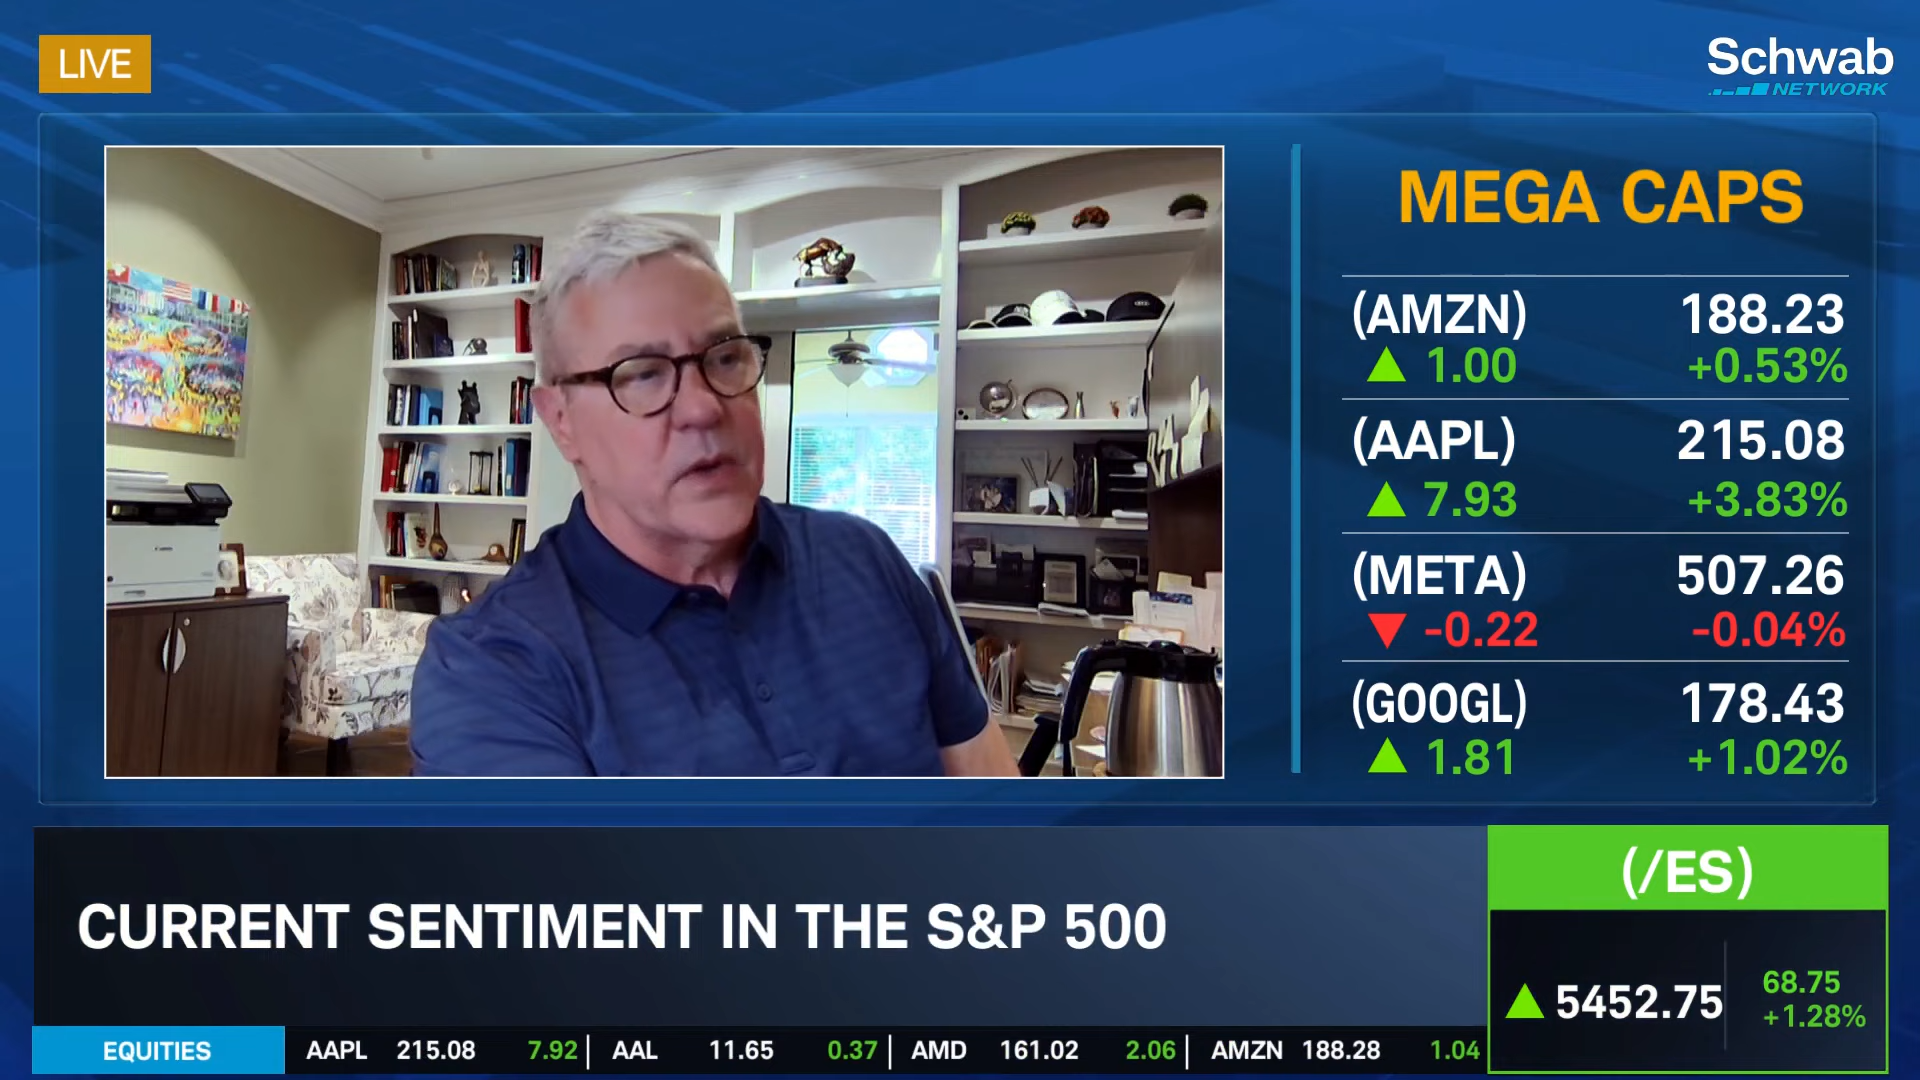 LIVE
Schwab
NETWORK
MEGA CAPS
(AMZN) 188.23
▲ 1.00 +0.53%
(AAPL) 215.08
▲ 7.93 +3.83%
(META) 507.26
▼ -0.22 -0.04%
(GOOGL) 178.43
▲ 1.81 +1.02%
CURRENT SENTIMENT IN THE S&P 500
(/ES)
▲ 5452.75
68.75
+1.28%
EQUITIES AAPL 215.08 7.92 | AAL 11.65 0.37 | AMD 161.02 2.06 | AMZN 188.28 1.04